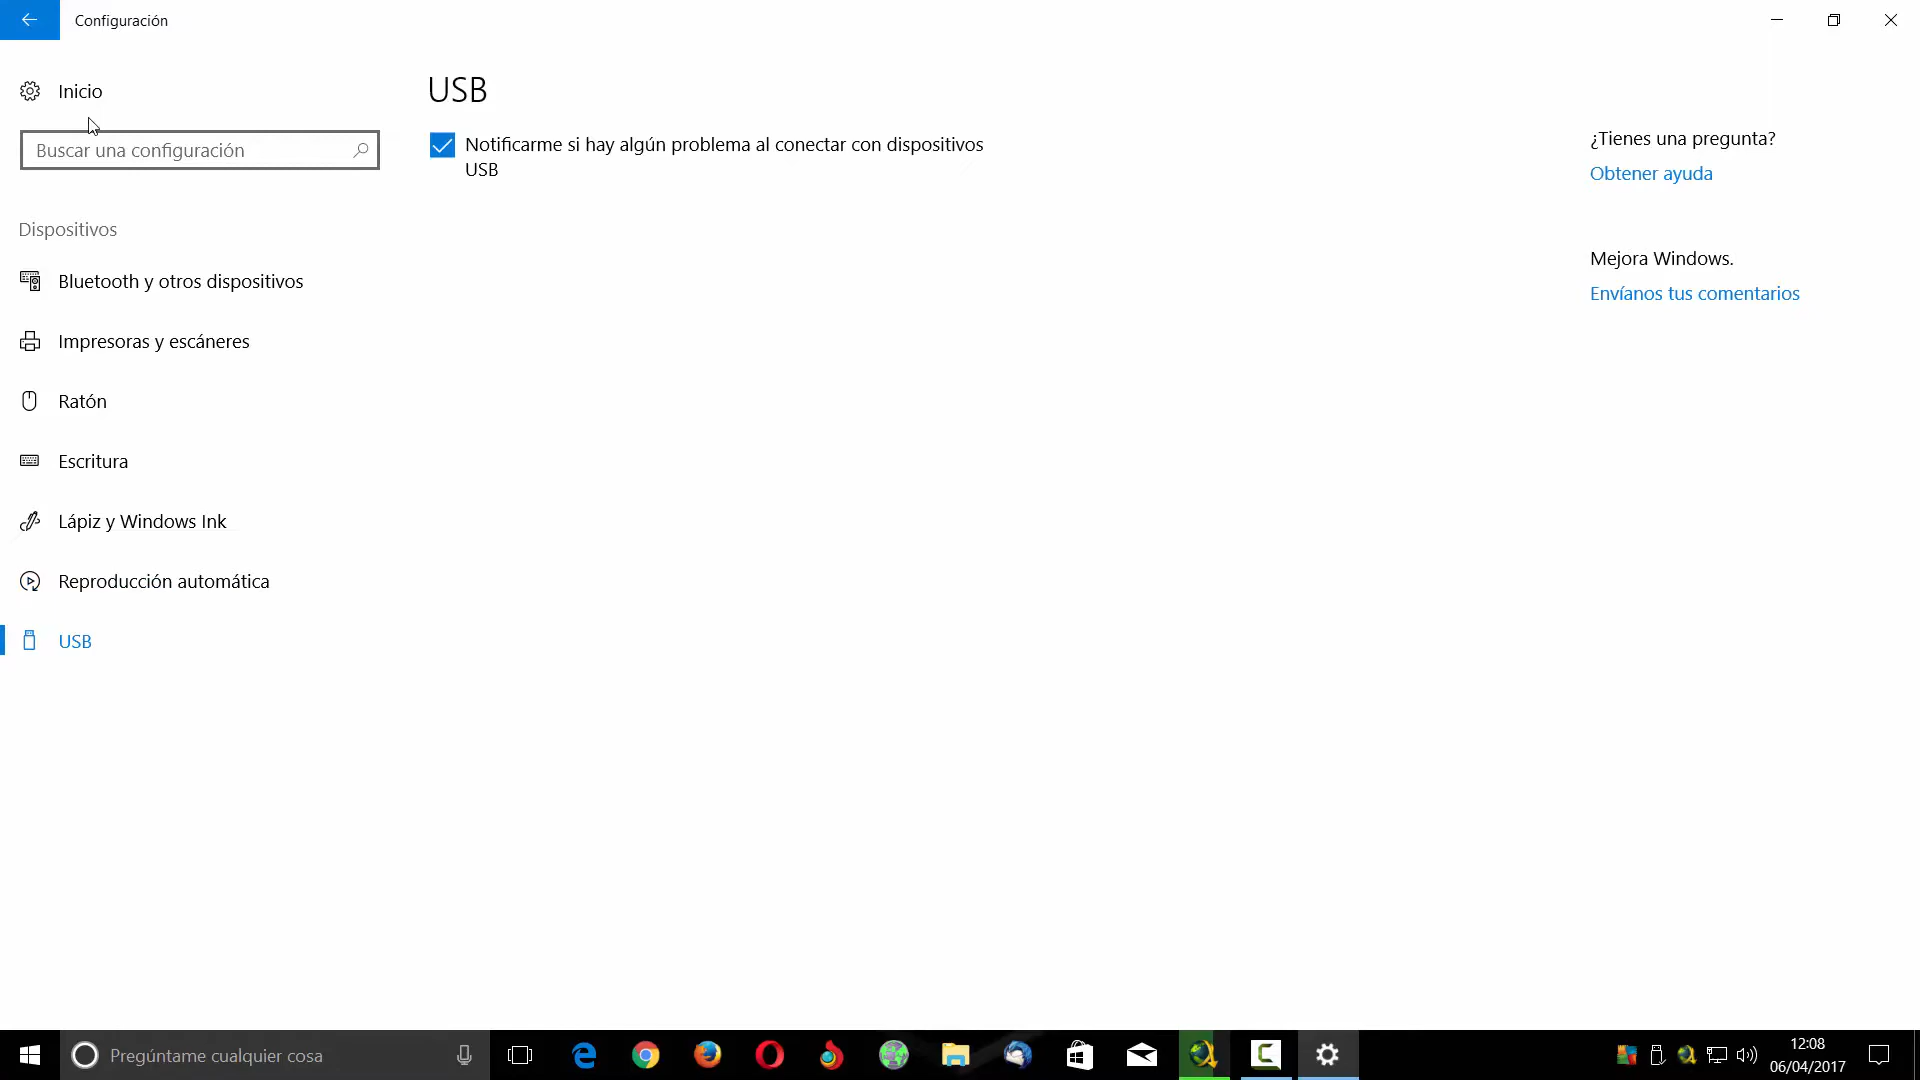 Configuración
Inicio
Buscar una configuración
Dispositivos
Bluetooth y otros dispositivos
Impresoras y escáneres
Ratón
Escritura
Lápiz y Windows Ink
Reproducción automática
USB
USB
Notificarme si hay algún problema al conectar con dispositivos
USB
¿Tienes una pregunta?
Obtener ayuda
Mejora Windows.
Envíanos tus comentarios
Pregúntame cualquier cosa
12:08
06/04/2017